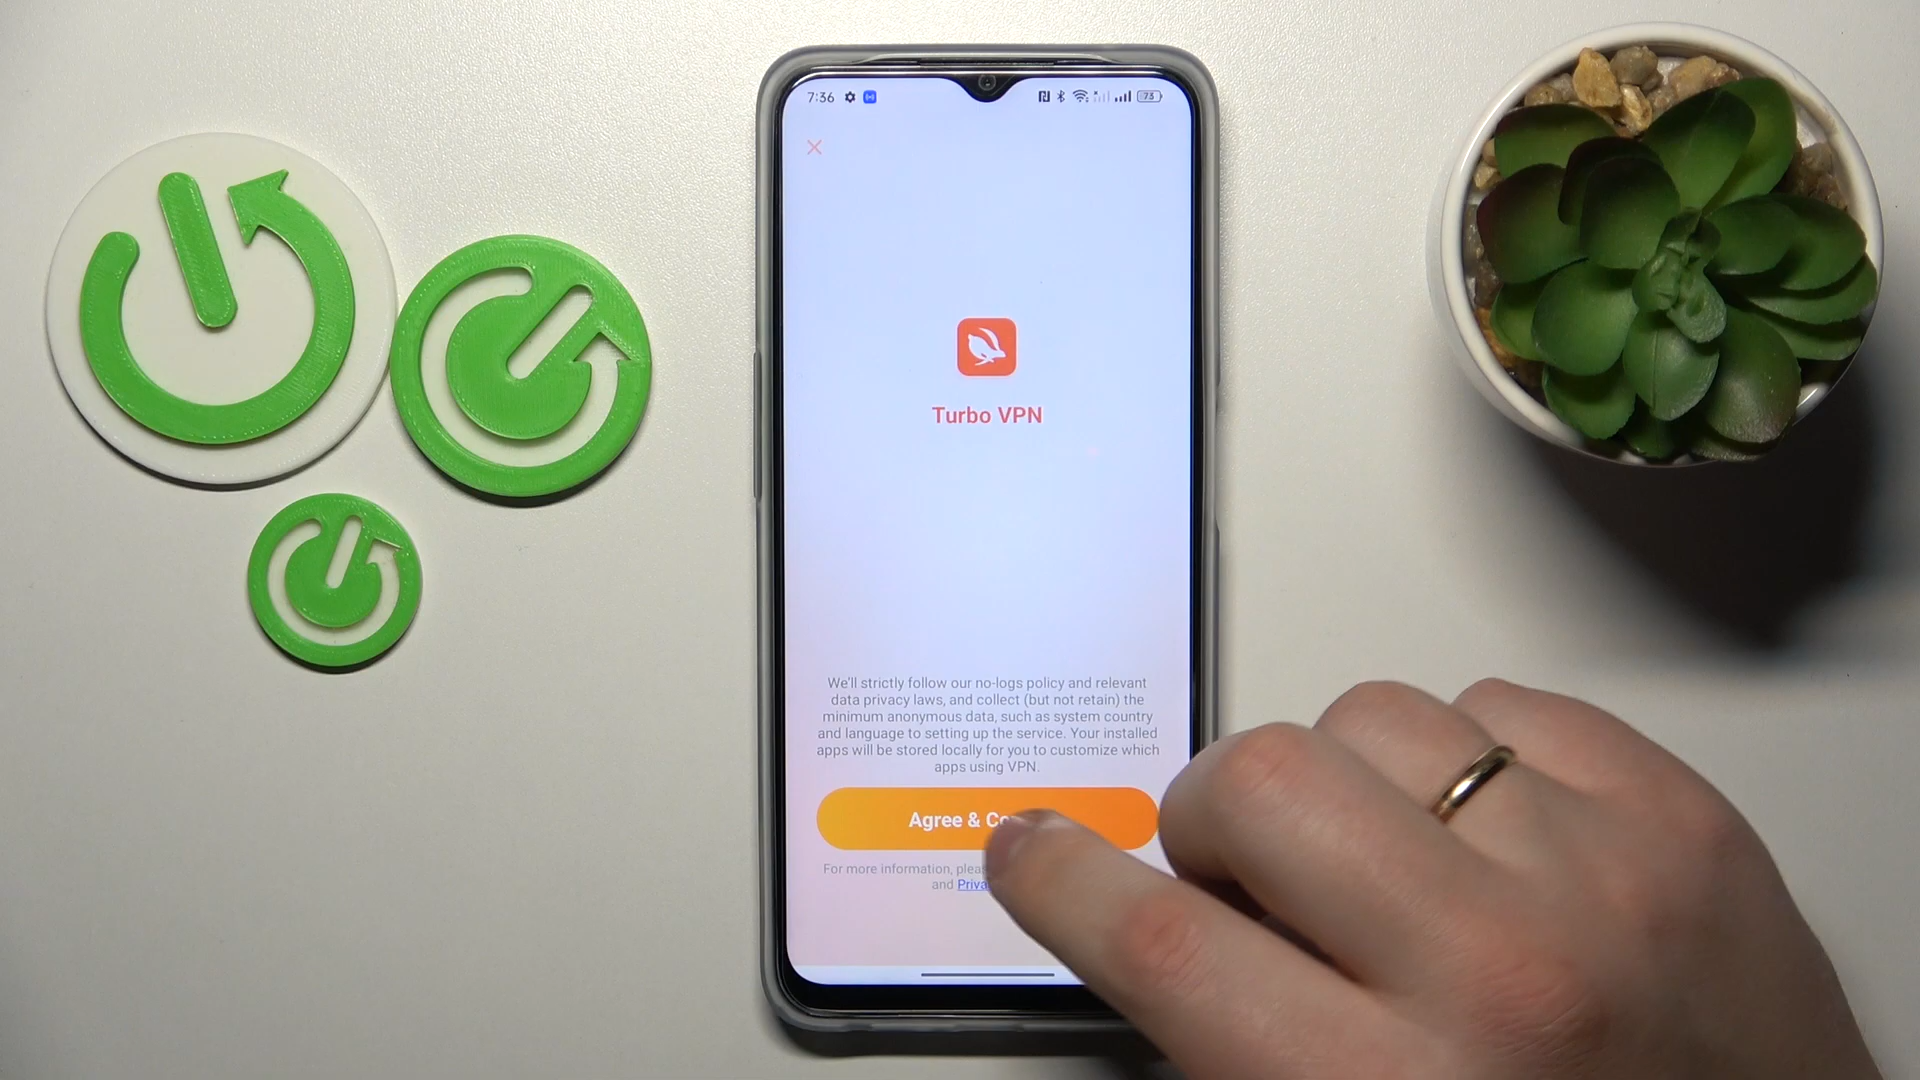 7:36
73
Turbo VPN
We'll strictly follow our no-logs policy and relevant
data privacy laws, and collect (but not retain) the
minimum anonymous data, such as system country
and language to setting up the service. Your installed
apps will be stored locally for you to customize which
apps using VPN.
Agree &
For more information,
and